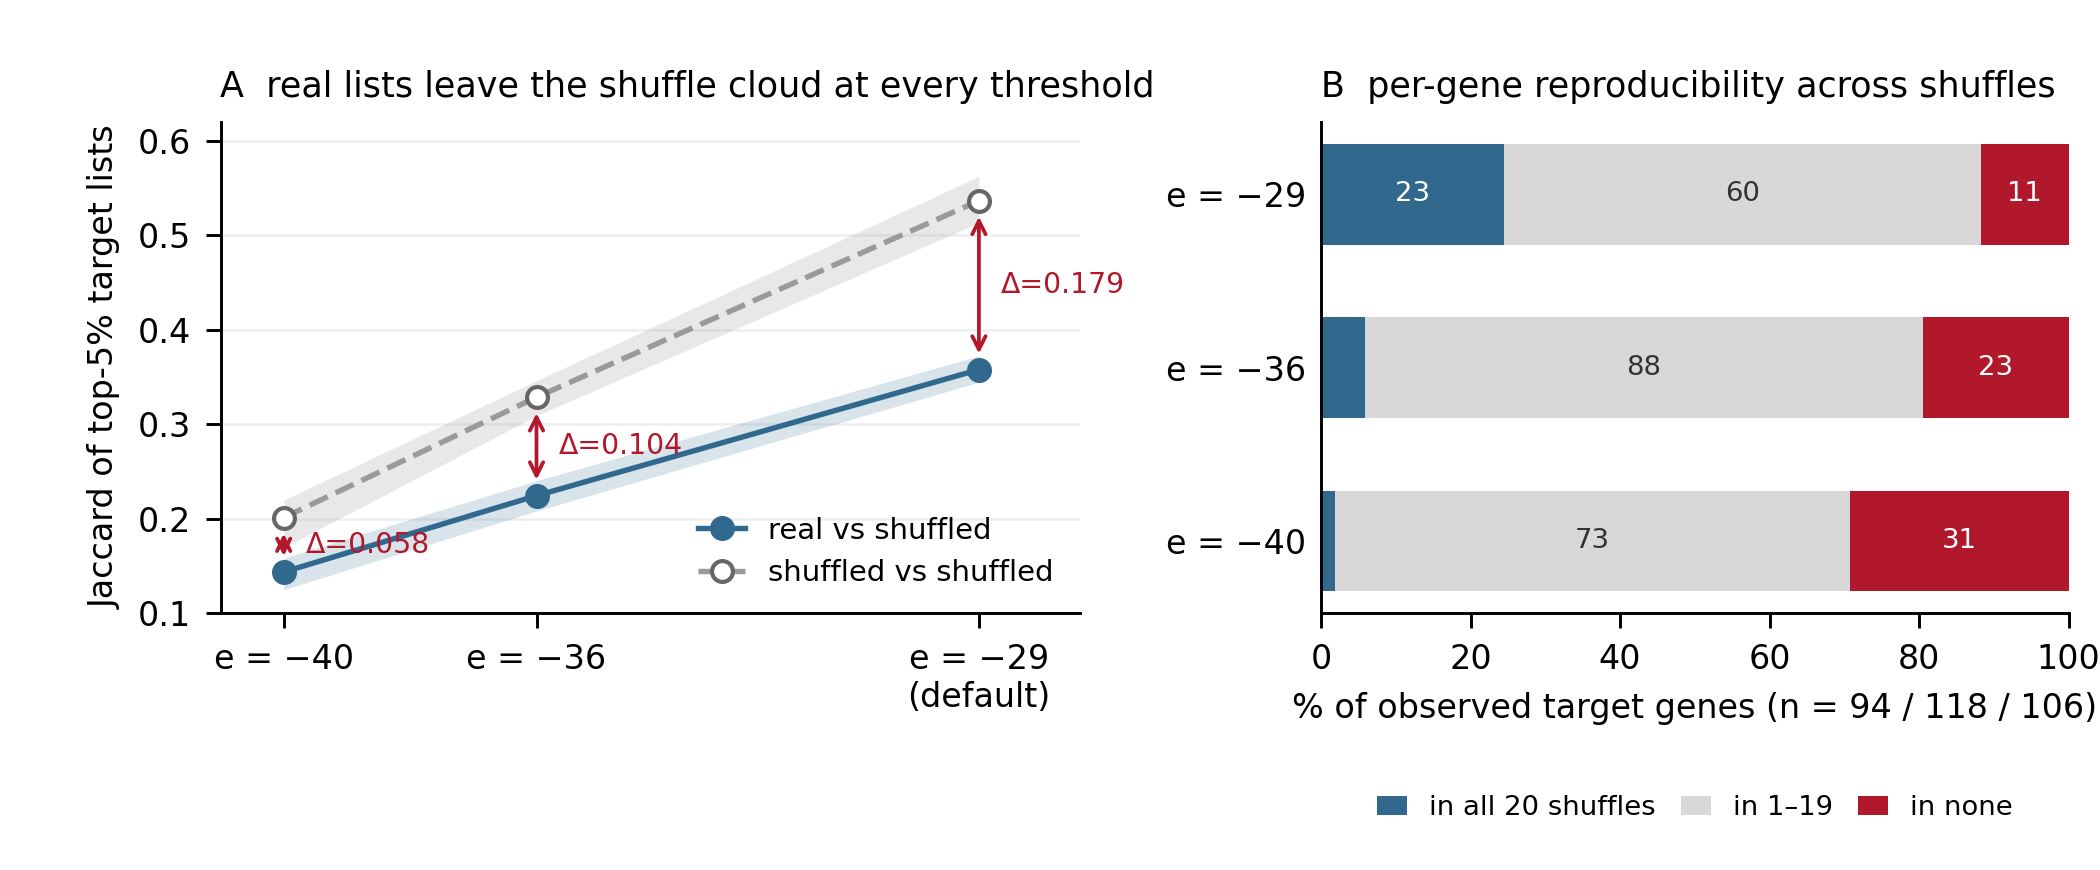 A  real lists leave the shuffle cloud at every threshold
Jaccard of top-5% target lists
0.6
0.5
0.4
0.3
0.2
0.1
Δ=0.179
Δ=0.104
Δ=0.058
real vs shuffled
shuffled vs shuffled
e = −40
e = −36
e = −29
(default)
B  per-gene reproducibility across shuffles
e = −29
23
60
11
e = −36
88
23
e = −40
73
31
0
20
40
60
80
100
% of observed target genes (n = 94 / 118 / 106)
in all 20 shuffles
in 1–19
in none